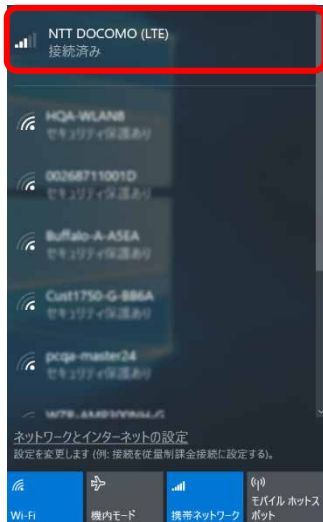 NTT DOCOMO (LTE)
接続済み
HQA-WLAN8
セキュリティ保護あり
00268711001D
セキュリティ保護あり
Buffalo-A-A5EA
セキュリティ保護あり
Cust1750-G-BB6A
セキュリティ保護あり
pcqa-master24
セキュリティ保護あり
ネットワークとインターネットの設定
設定を変更します (例: 接続を従量制課金接続に設定する)。
Wi-Fi
機内モード
携帯ネットワーク
モバイル ホットス
ポット